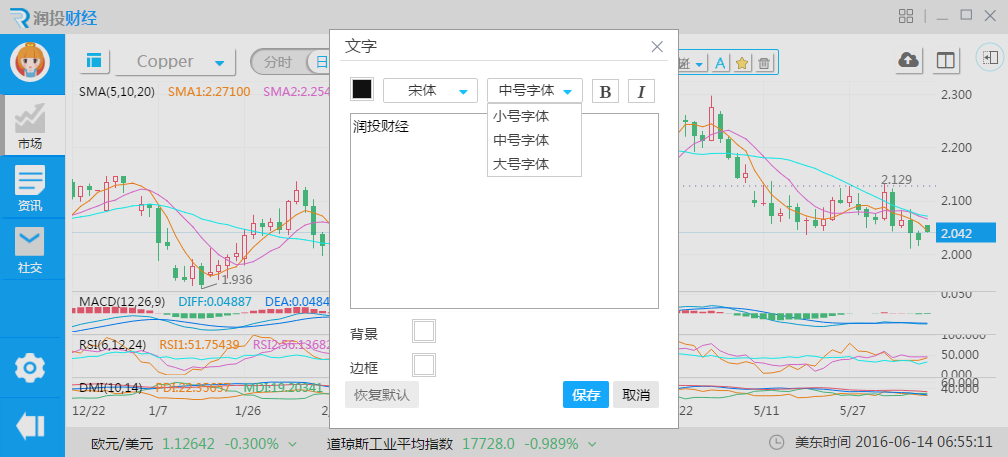 润投财经
Copper
分时
日
A
SMA(5,10,20) SMA1:2.27100 SMA2:2.254
文字
宋体
中号字体
B
I
小号字体
中号字体
大号字体
润投财经
背景
边框
恢复默认
保存
取消
市场
资讯
社交
2.300
2.200
2.129
2.100
2.042
2.000
1.936
MACD(12,26,9) DIFF:0.04887 DEA:0.0484
0.050
RSI(6,12,24) RSI1:51.75439 RSI2:56.13682
100.000
50.000
0.000
DMI(10,14) PDI:22.35657 MDI:19.20341
60.000
40.000
12/22 1/7 1/26 2 22 5/11 5/27
欧元/美元 1.12642 -0.300% 道琼斯工业平均指数 17728.0 -0.989% 美东时间 2016-06-14 06:55:11